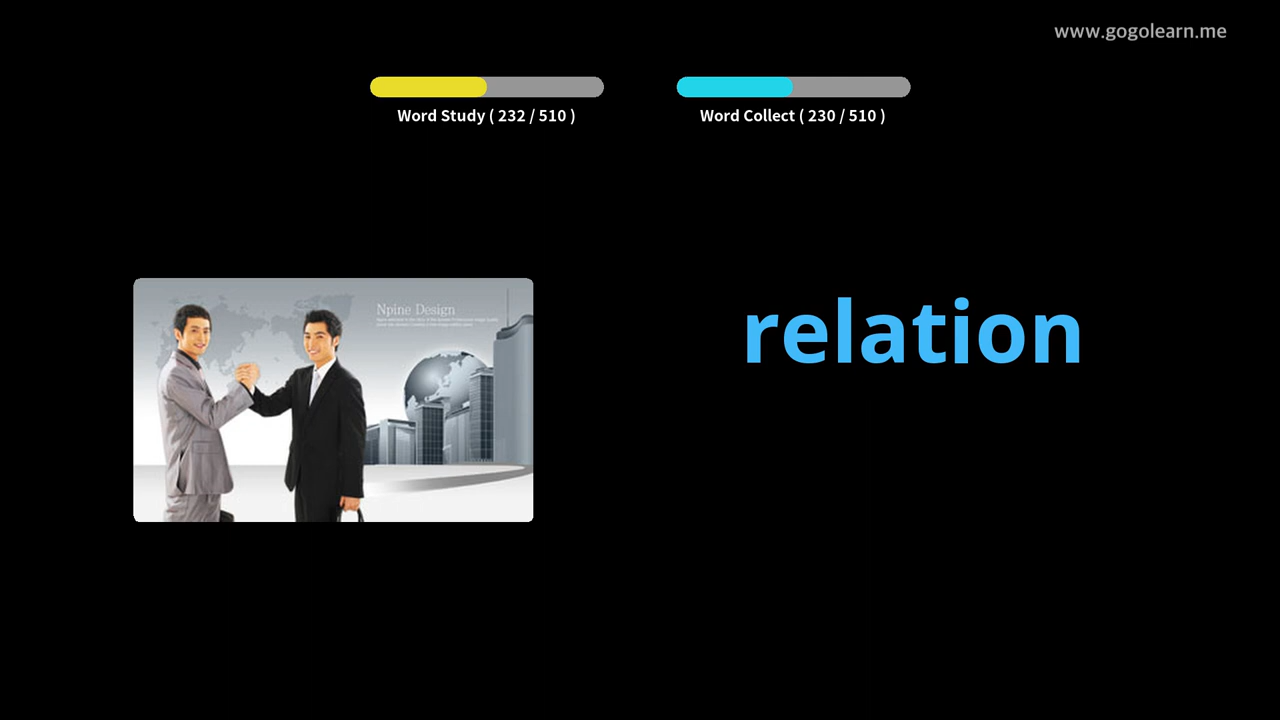 www.gogolearn.me
Word Study ( 232 / 510 )
Word Collect ( 230 / 510 )
Npine Design
relation